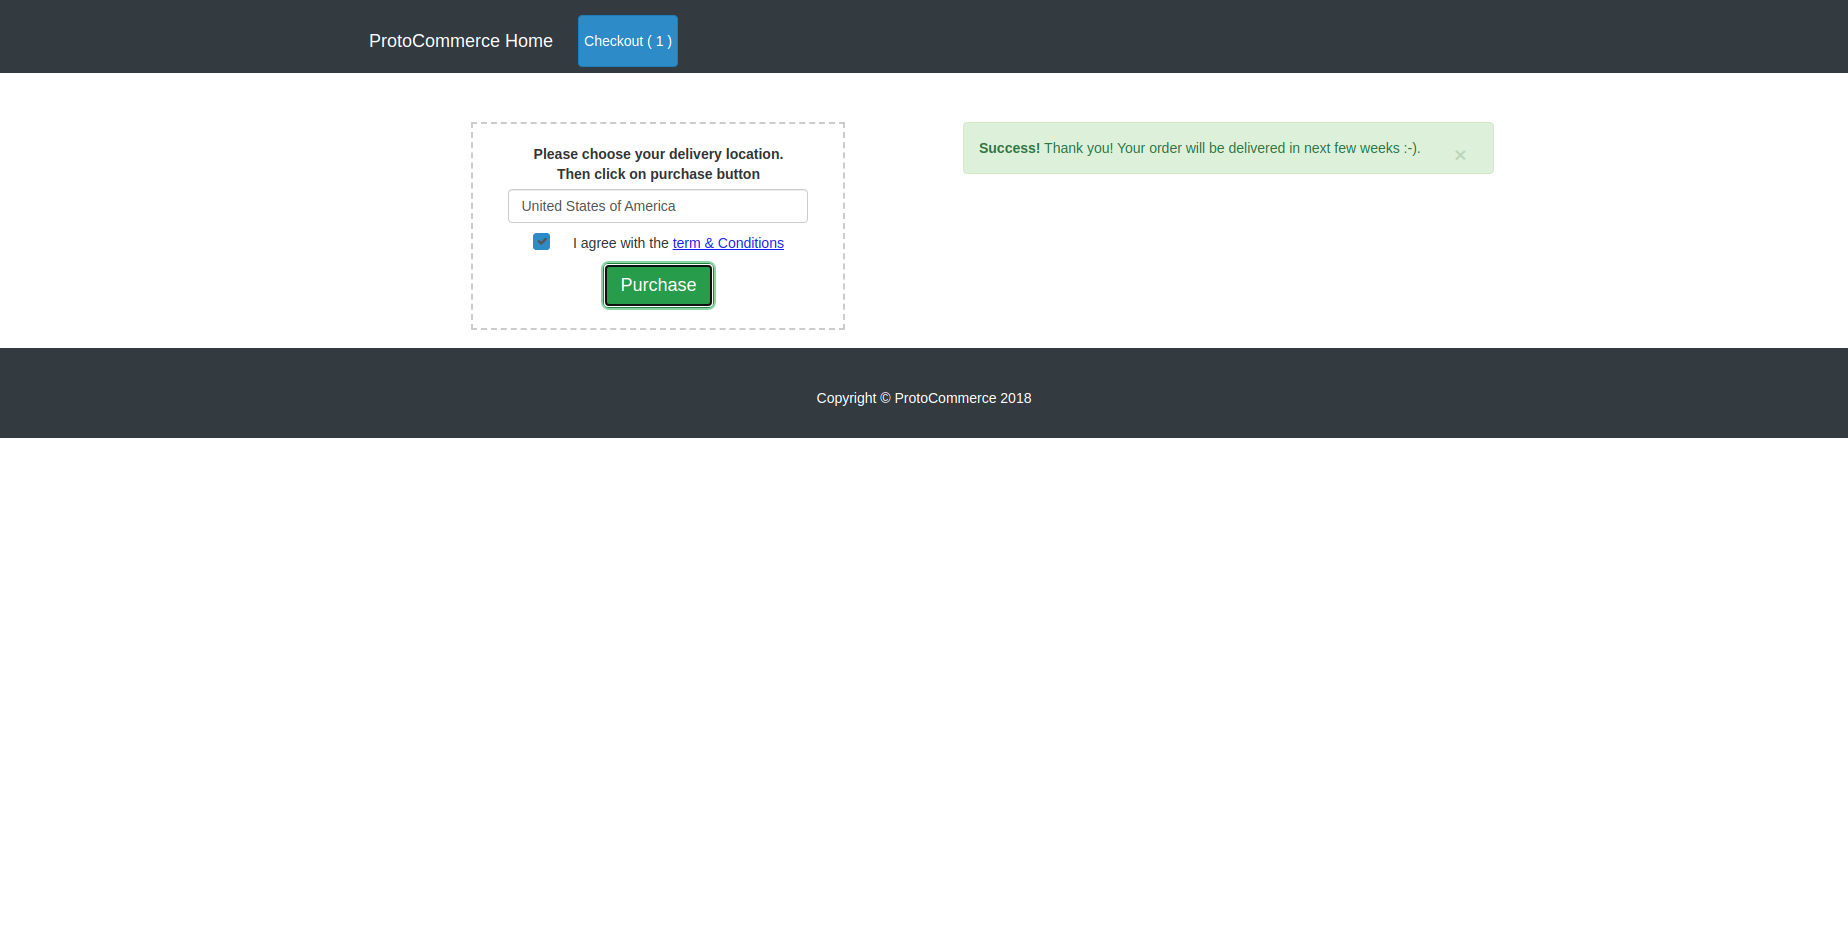 ProtoCommerce Home
Checkout ( 1 )
Please choose your delivery location.
Then click on purchase button
United States of America
I agree with the term & Conditions
Purchase
Success! Thank you! Your order will be delivered in next few weeks :-).
×
Copyright © ProtoCommerce 2018